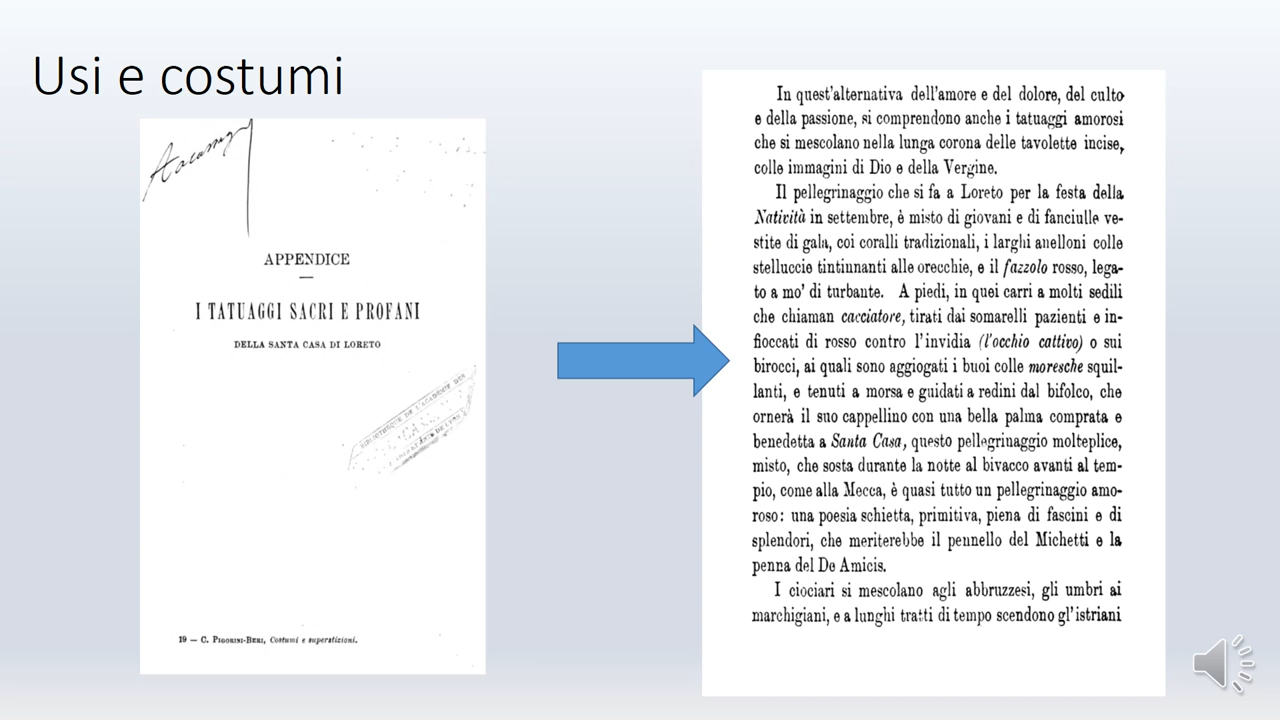 Usi e costumi
APPENDICE
I TATUAGGI SACRI E PROFANI
DELLA SANTA CASA DI LORETO
BIBLIOTHEQUE DE L'ACADEMIE DES
19 — C. Pigorini-Beri, Costumi e superstizioni.
In quest'alternativa dell'amore e del dolore, del culto
e della passione, si comprendono anche i tatuaggi amorosi
che si mescolano nella lunga corona delle tavolette incise,
colle immagini di Dio e della Vergine.
Il pellegrinaggio che si fa a Loreto per la festa della
Natività in settembre, è misto di giovani e di fanciulle ve-
stite di gala, coi coralli tradizionali, i larghi anelloni colle
stelluccie tintinnanti alle orecchie, e il fazzolo rosso, lega-
to a mo' di turbante. A piedi, in quei carri a molti sedili
che chiaman cacciatore, tirati dai somarelli pazienti e in-
fioccati di rosso contro l'invidia (l'occhio cattivo) o sui
birocci, ai quali sono aggiogati i buoi colle moresche squil-
lanti, e tenuti a morsa e guidati a redini dal bifolco, che
ornerà il suo cappellino con una bella palma comprata e
benedetta a Santa Casa, questo pellegrinaggio molteplice,
misto, che sosta durante la notte al bivacco avanti al tem-
pio, come alla Mecca, è quasi tutto un pellegrinaggio amo-
roso: una poesia schietta, primitiva, piena di fascini e di
splendori, che meriterebbe il pennello del Michetti e la
penna del De Amicis.
I ciociari si mescolano agli abbruzzesi, gli umbri ai
marchigiani, e a lunghi tratti di tempo scendono gl'istriani